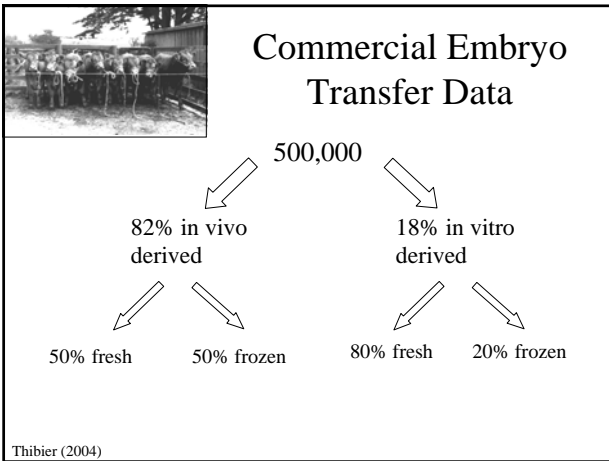 Commercial Embryo
Transfer Data
500,000
82% in vivo
derived
18% in vitro
derived
50% fresh
50% frozen
80% fresh
20% frozen
Thibier (2004)